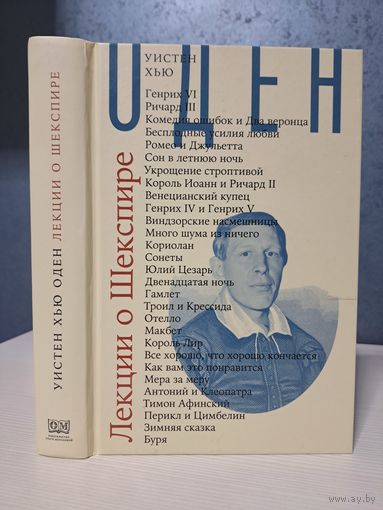 УИСТЕН ХЬЮ ОДЕН ЛЕКЦИИ О ШЕКСПИРЕ
ОМ
ОДЕН
УИСТЕН
ХЬЮ
Лекции о Шекспире
Генрих VI
Ричард III
Комедия ошибок и Два веронца
Бесплодные усилия любви
Ромео и Джульетта
Сон в летнюю ночь
Укрощение строптивой
Король Иоанн и Ричард II
Венецианский купец
Генрих IV и Генрих V
Виндзорские насмешницы
Много шума из ничего
Кориолан
Сонеты
Юлий Цезарь
Двенадцатая ночь
Гамлет
Троил и Крессида
Отелло
Макбет
Король Лир
Все хорошо, что хорошо кончается
Как вам это понравится
Мера за меру
Антоний и Клеопатра
Тимон Афинский
Перикл и Цимбелин
Зимняя сказка
Буря
www.ay.by